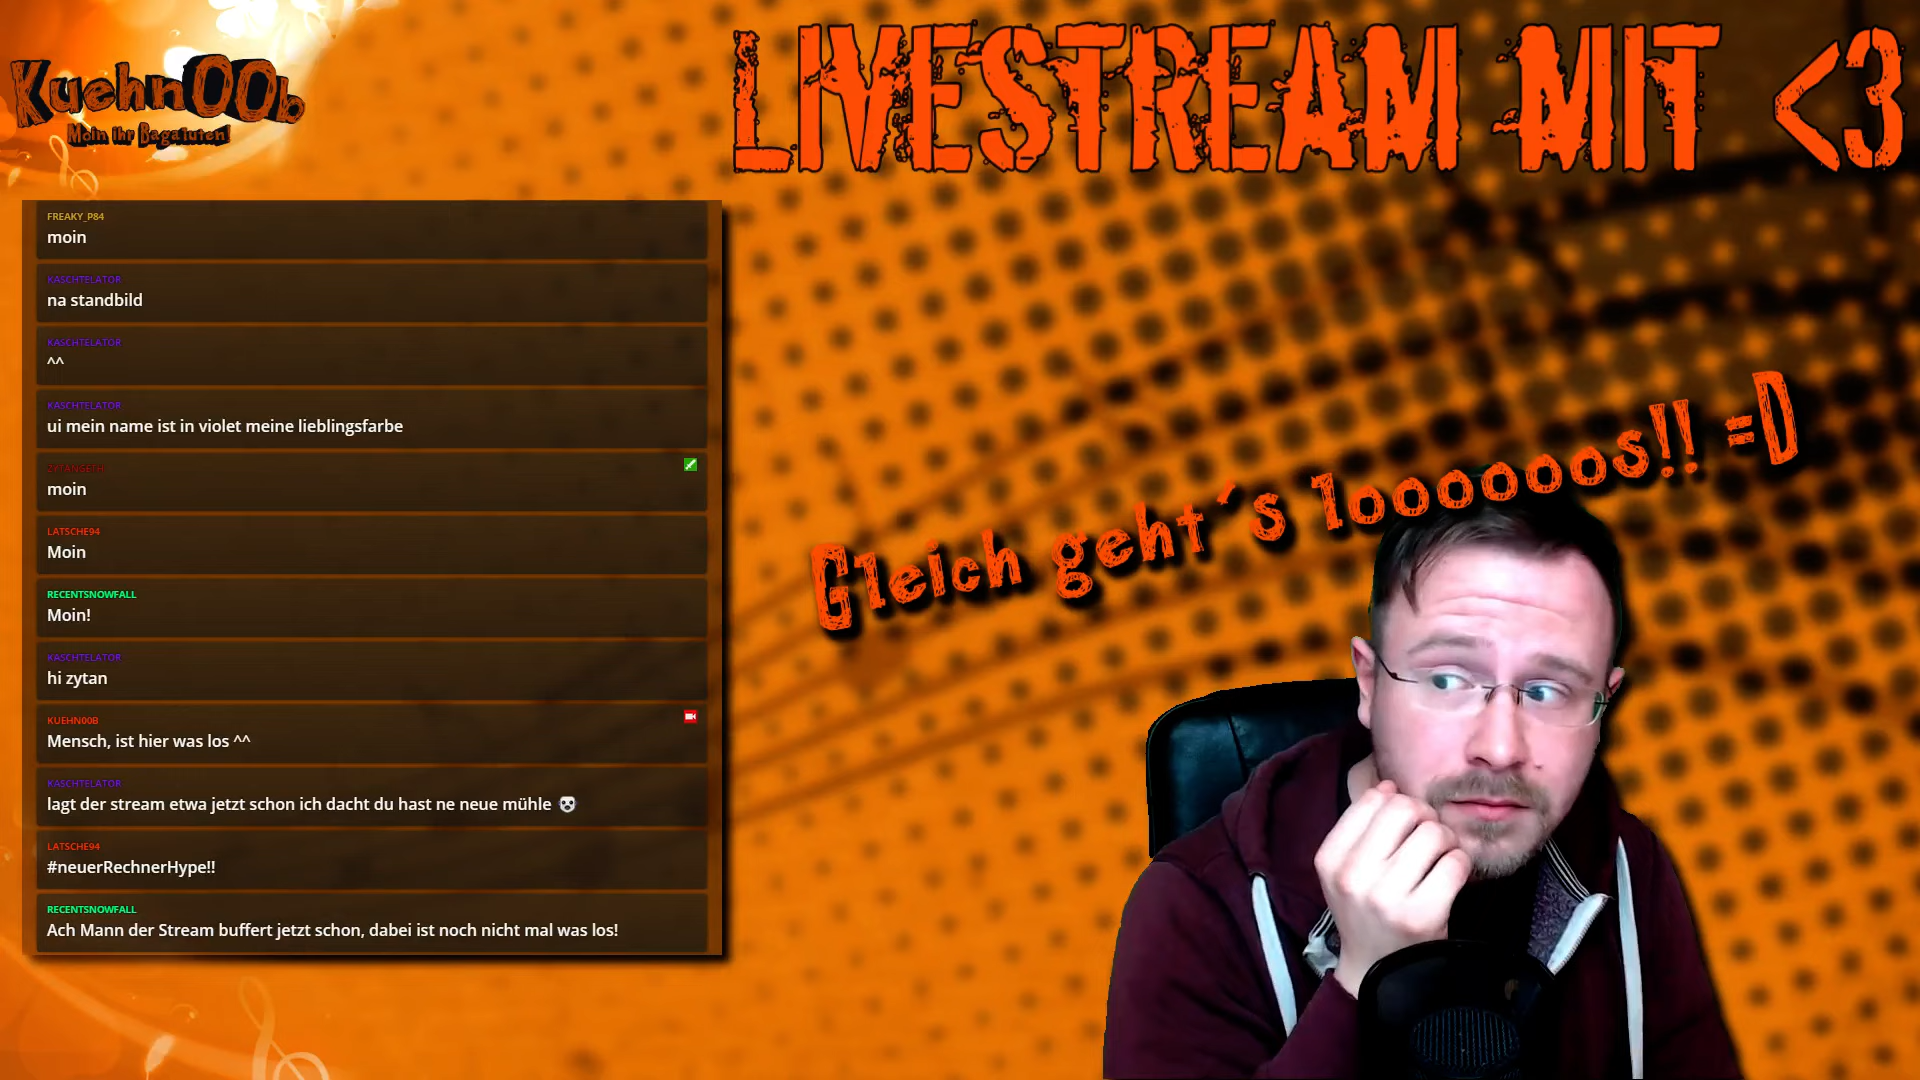 KuehnOOb
Moin ihr Bagaluten!
LIVESTREAM MIT <3
FREAKY_P84
moin
KASCHTELATOR
na standbild
KASCHTELATOR
^^
KASCHTELATOR
ui mein name ist in violet meine lieblingsfarbe
ZYTANGETH
moin
LATSCHE94
Moin
RECENTSNOWFALL
Moin!
KASCHTELATOR
hi zytan
KUEHN00B
Mensch, ist hier was los ^^
KASCHTELATOR
lagt der stream etwa jetzt schon ich dacht du hast ne neue mühle
LATSCHE94
#neuerRechnerHype!!
RECENTSNOWFALL
Ach Mann der Stream buffert jetzt schon, dabei ist noch nicht mal was los!
Gleich geht´s looooooos!! =D